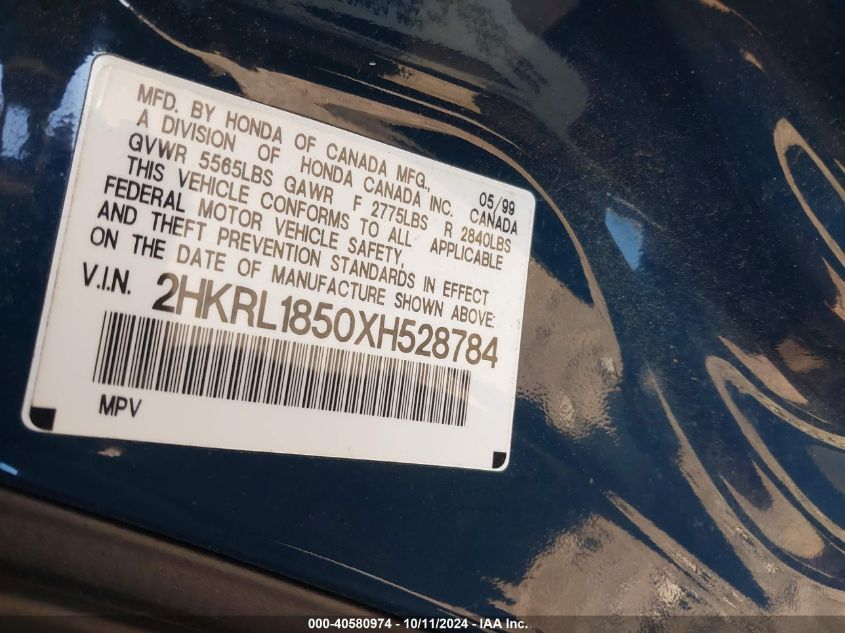 MFD. BY HONDA OF CANADA MFG.,
A DIVISION OF HONDA CANADA INC. CANADA 05/99
GVWR 5565LBS GAWR F 2775LBS R 2840LBS
THIS VEHICLE CONFORMS TO ALL APPLICABLE
FEDERAL MOTOR VEHICLE SAFETY,
AND THEFT PREVENTION STANDARDS IN EFFECT
ON THE DATE OF MANUFACTURE SHOWN ABOVE:
V.I.N. 2HKRL1850XH528784
MPV
000-40580974 - 10/11/2024 - IAA Inc.